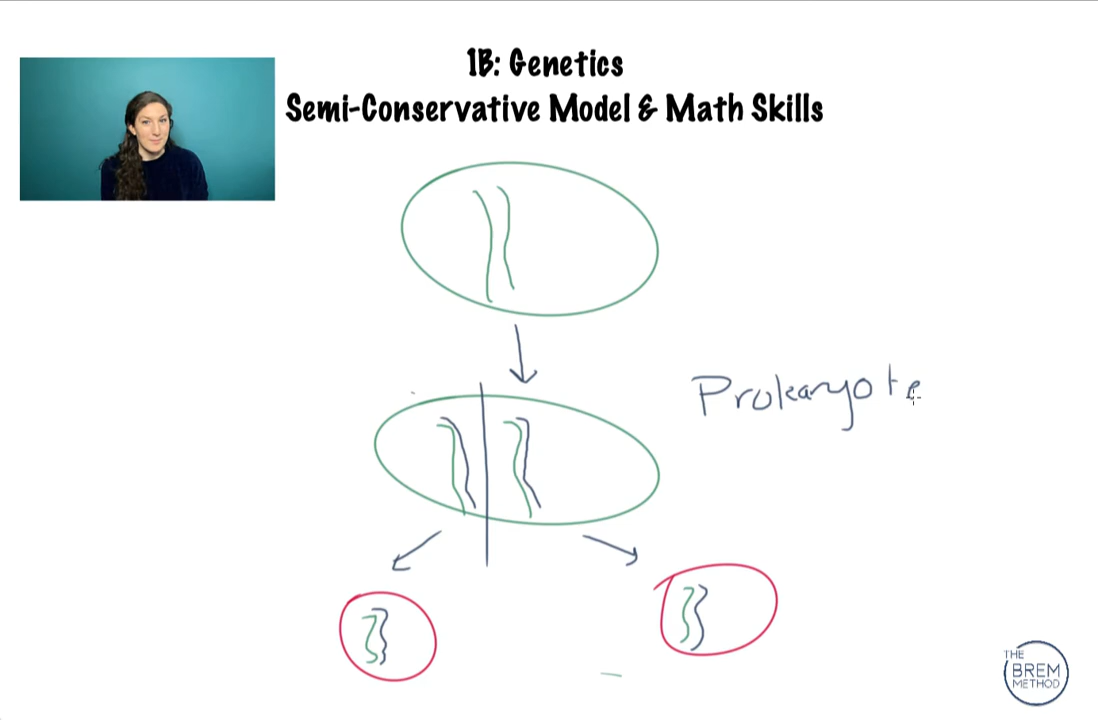 1B: Genetics
Semi-Conservative Model & Math Skills
Prokaryote
THE
BREM
METHOD